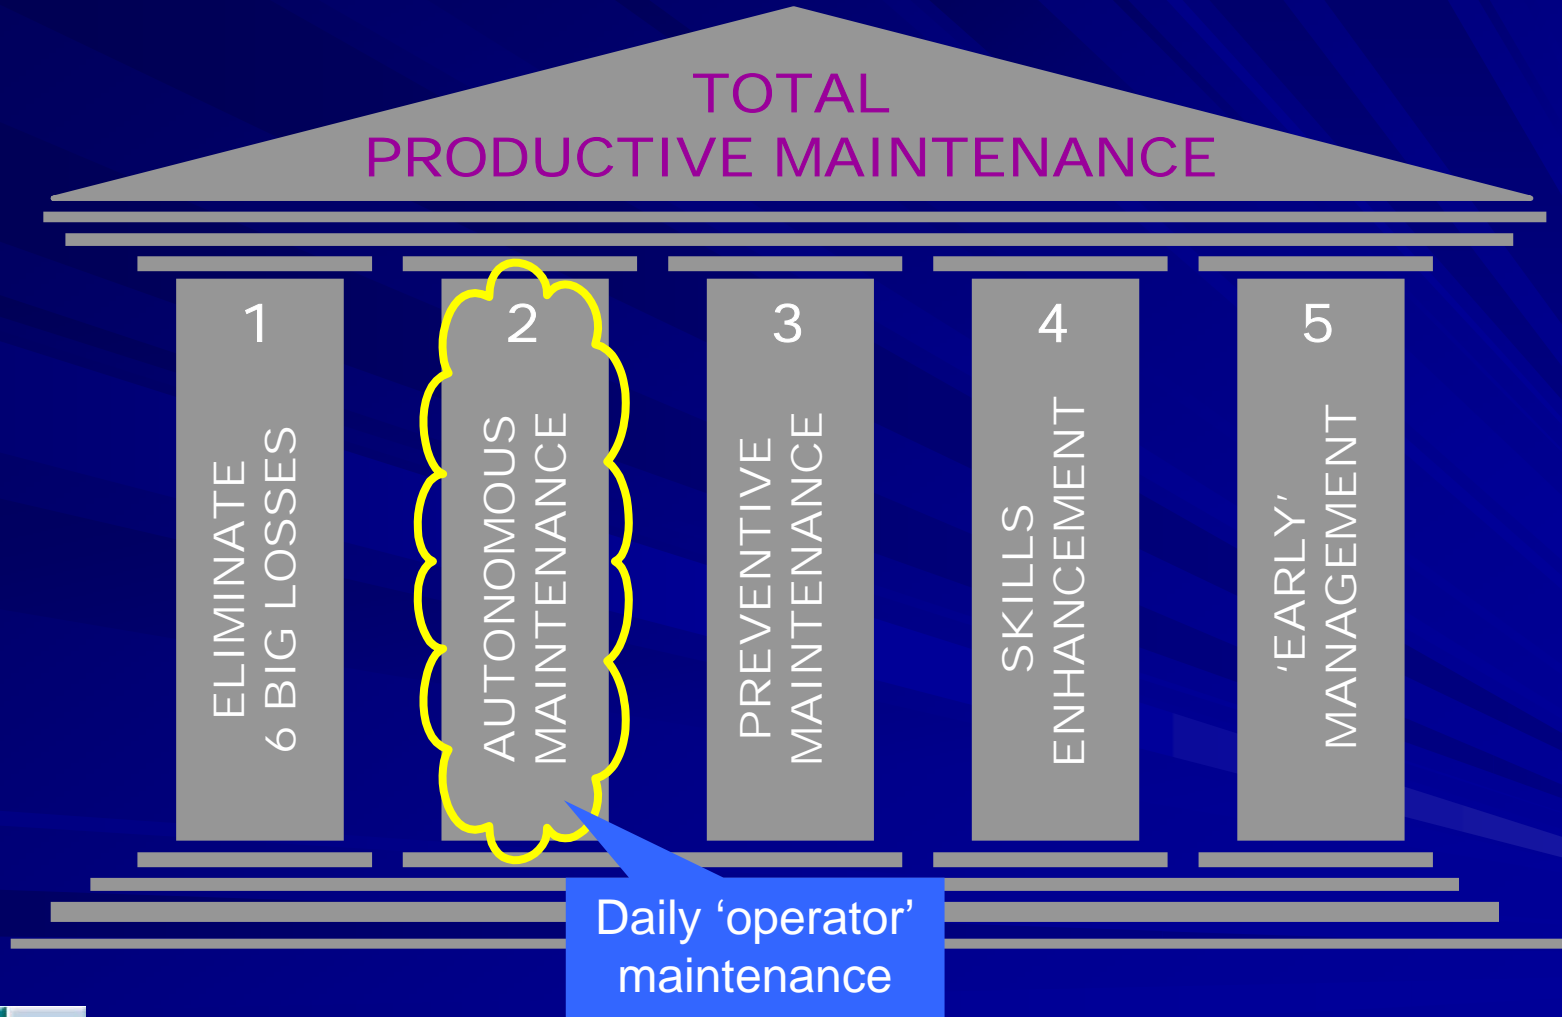 TOTAL
PRODUCTIVE MAINTENANCE
1
ELIMINATE
6 BIG LOSSES
2
AUTONOMOUS
MAINTENANCE
3
PREVENTIVE
MAINTENANCE
4
SKILLS
ENHANCEMENT
5
‘EARLY’
MANAGEMENT
Daily ‘operator’
maintenance